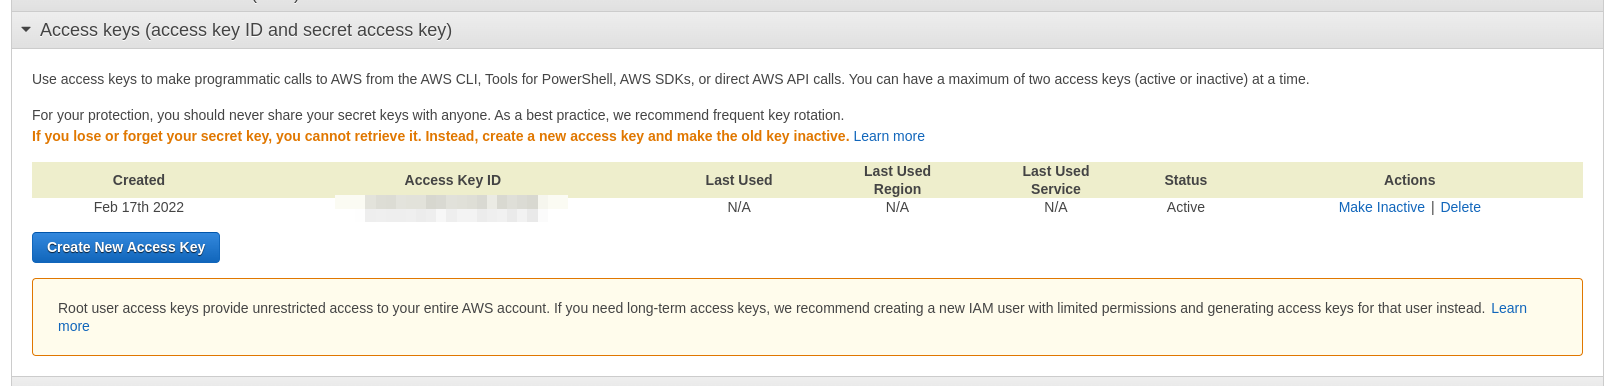 Access keys (access key ID and secret access key)
Use access keys to make programmatic calls to AWS from the AWS CLI, Tools for PowerShell, AWS SDKs, or direct AWS API calls. You can have a maximum of two access keys (active or inactive) at a time.
For your protection, you should never share your secret keys with anyone. As a best practice, we recommend frequent key rotation.
If you lose or forget your secret key, you cannot retrieve it. Instead, create a new access key and make the old key inactive. Learn more
Created Access Key ID Last Used Last Used Region Last Used Service Status Actions
Feb 17th 2022 N/A N/A N/A Active Make Inactive | Delete
Create New Access Key
Root user access keys provide unrestricted access to your entire AWS account. If you need long-term access keys, we recommend creating a new IAM user with limited permissions and generating access keys for that user instead. Learn
more